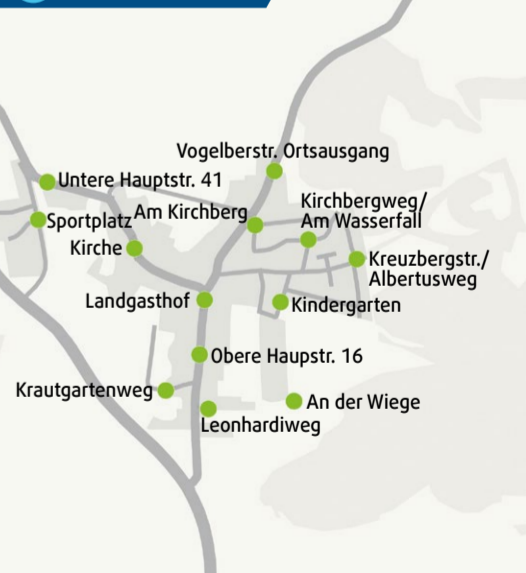 Vogelberstr. Ortsausgang
Untere Hauptstr. 41
Kirchbergweg/
Am Wasserfall
Sportplatz
Am Kirchberg
Kirche
Kreuzbergstr./
Albertusweg
Landgasthof
Kindergarten
Obere Haupstr. 16
Krautgartenweg
An der Wiege
Leonhardiweg